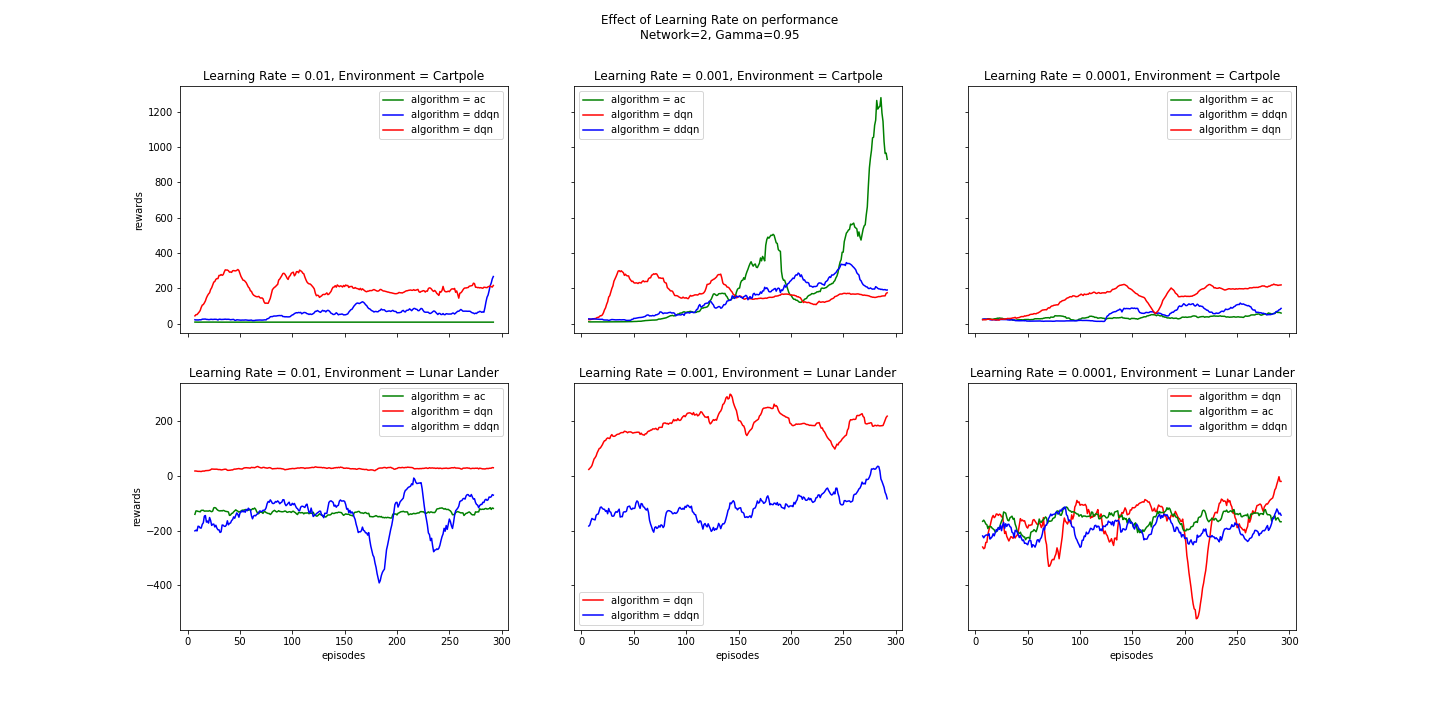 Effect of Learning Rate on performance
Network=2, Gamma=0.95
Learning Rate = 0.01, Environment = Cartpole
algorithm = ac
algorithm = ddqn
algorithm = dqn
1200
1000
800
600
400
200
0
rewards
Learning Rate = 0.001, Environment = Cartpole
algorithm = ac
algorithm = dqn
algorithm = ddqn
Learning Rate = 0.0001, Environment = Cartpole
algorithm = ac
algorithm = ddqn
algorithm = dqn
Learning Rate = 0.01, Environment = Lunar Lander
algorithm = ac
algorithm = dqn
algorithm = ddqn
200
0
−200
−400
rewards
0 50 100 150 200 250 300
episodes
Learning Rate = 0.001, Environment = Lunar Lander
algorithm = dqn
algorithm = ddqn
0 50 100 150 200 250 300
episodes
Learning Rate = 0.0001, Environment = Lunar Lander
algorithm = dqn
algorithm = ac
algorithm = ddqn
0 50 100 150 200 250 300
episodes